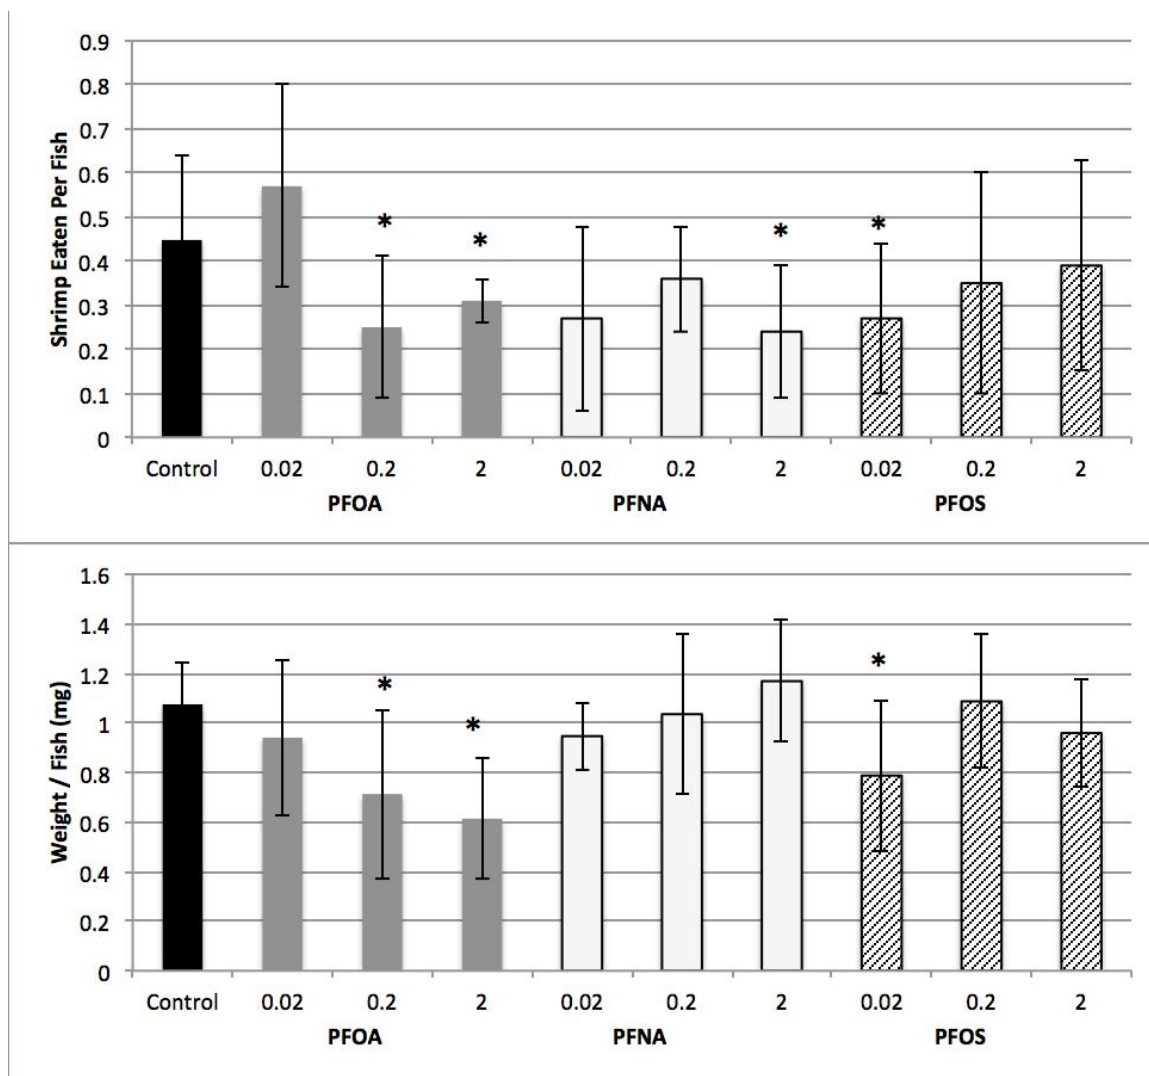 Shrimp Eaten Per Fish
0.9
0.8
0.7
0.6
0.5
0.4
0.3
0.2
0.1
0
* * * *
Control 0.02 0.2 2 0.02 0.2 2 0.02 0.2 2
PFOA PFNA PFOS
Weight / Fish (mg)
1.6
1.4
1.2
1
0.8
0.6
0.4
0.2
0
* * *
Control 0.02 0.2 2 0.02 0.2 2 0.02 0.2 2
PFOA PFNA PFOS